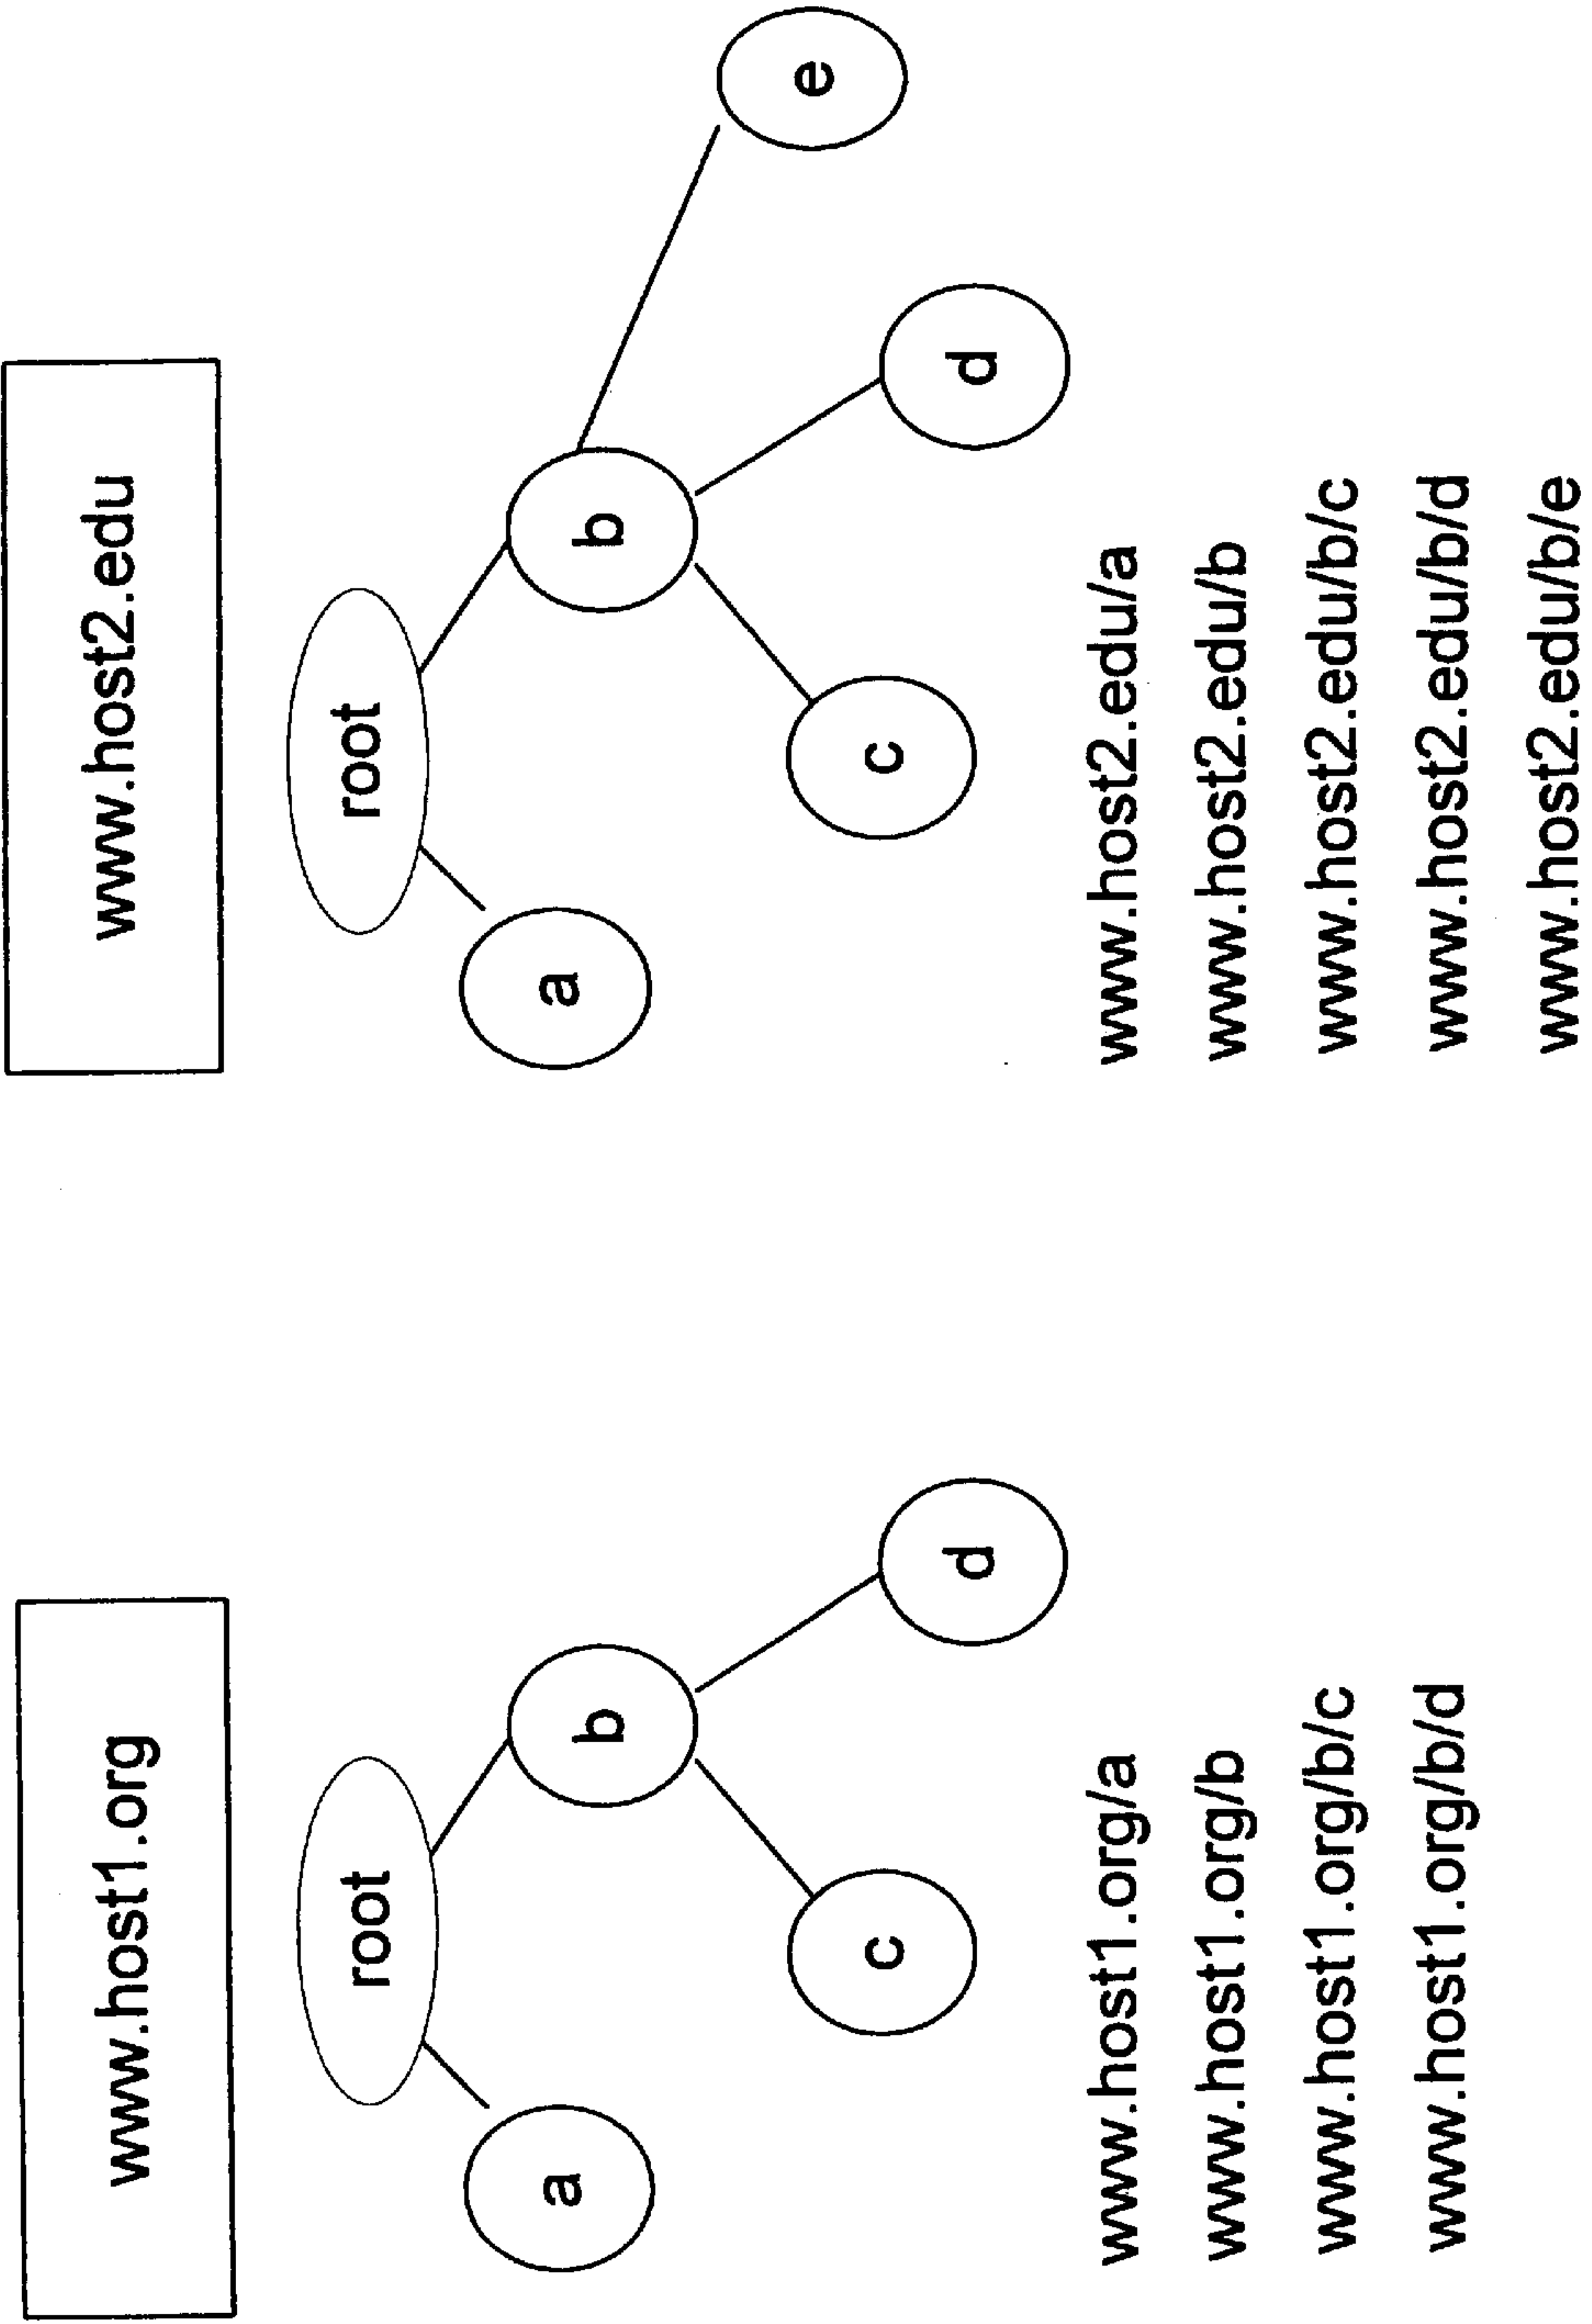 www.host1.org
root
a
b
c
d
www.host1.org/a
www.host1.org/b
www.host1.org/b/c
www.host1.org/b/d
www.host2.edu
root
a
b
c
d
e
www.host2.edu/a
www.host2.edu/b
www.host2.edu/b/c
www.host2.edu/b/d
www.host2.edu/b/e